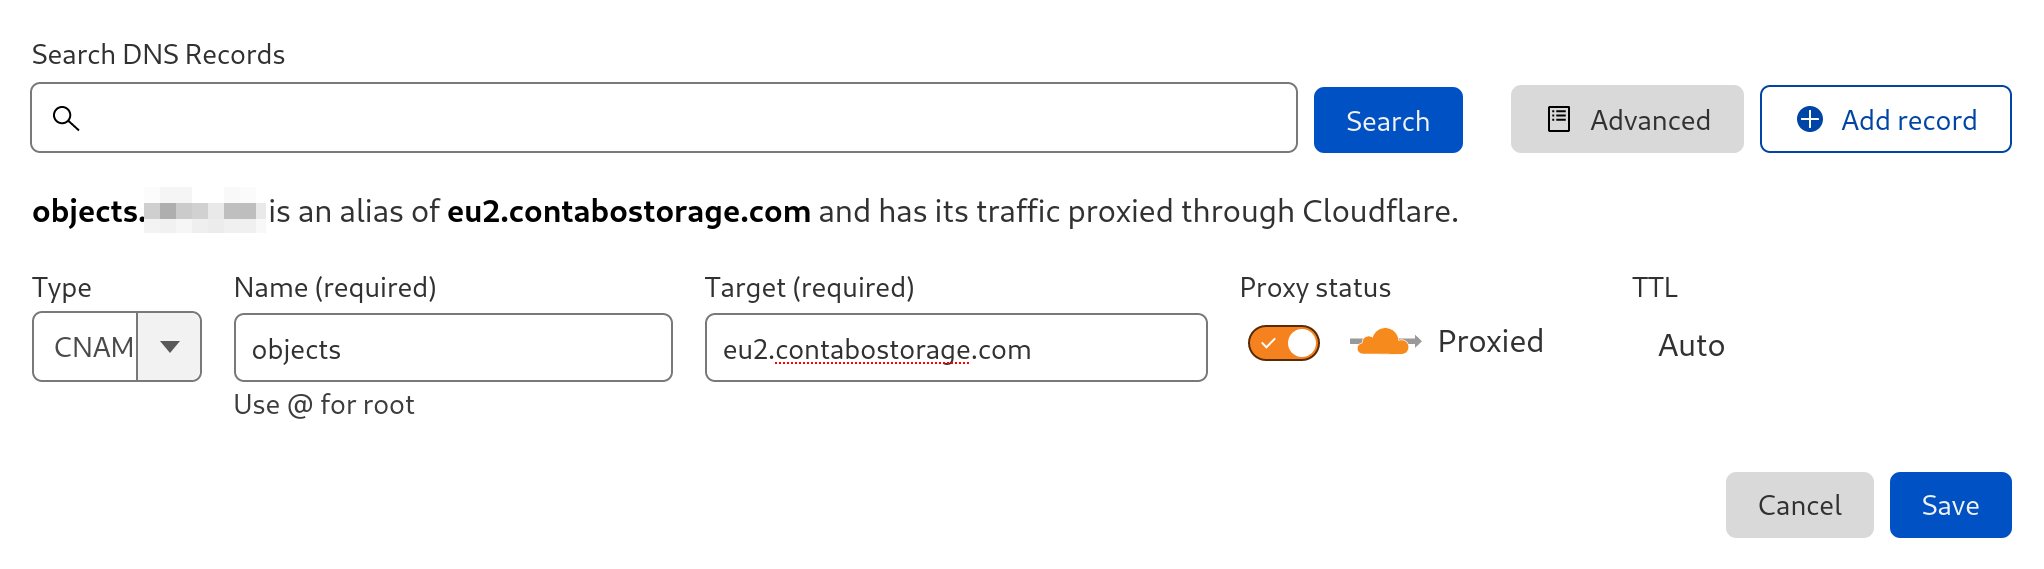 Search DNS Records
Search
Advanced
Add record
objects. is an alias of eu2.contabostorage.com and has its traffic proxied through Cloudflare.
Type
Name (required)
Target (required)
Proxy status
TTL
CNAM
objects
eu2.contabostorage.com
Proxied
Auto
Use @ for root
Cancel
Save